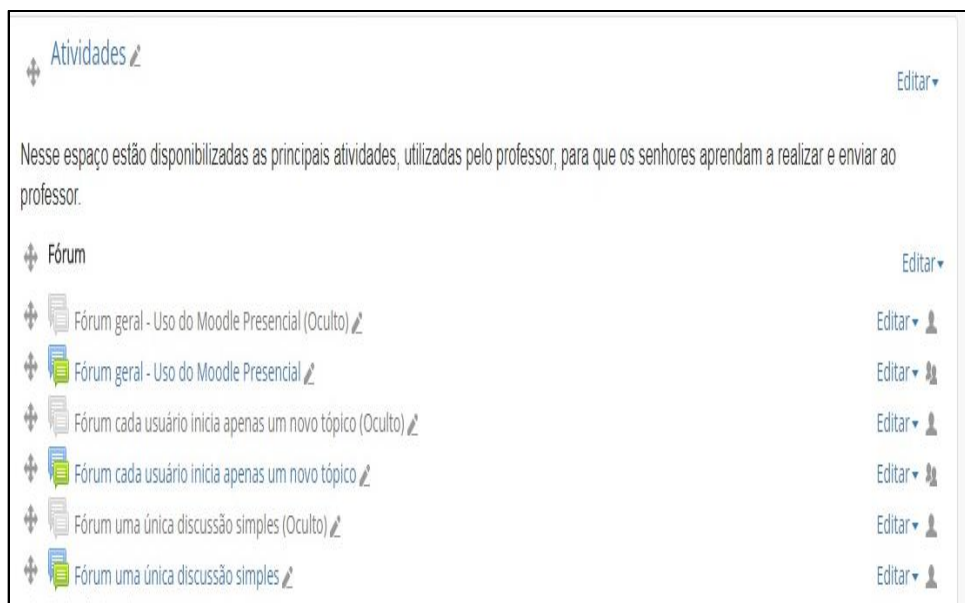 Atividades
Editar
Nesse espaço estão disponibilizadas as principais atividades, utilizadas pelo professor, para que os senhores aprendam a realizar e enviar ao
professor.
Fórum
Editar
Fórum geral - Uso do Moodle Presencial (Oculto)
Editar
Fórum geral - Uso do Moodle Presencial
Editar
Fórum cada usuário inicia apenas um novo tópico (Oculto)
Editar
Fórum cada usuário inicia apenas um novo tópico
Editar
Fórum uma única discussão simples (Oculto)
Editar
Fórum uma única discussão simples
Editar